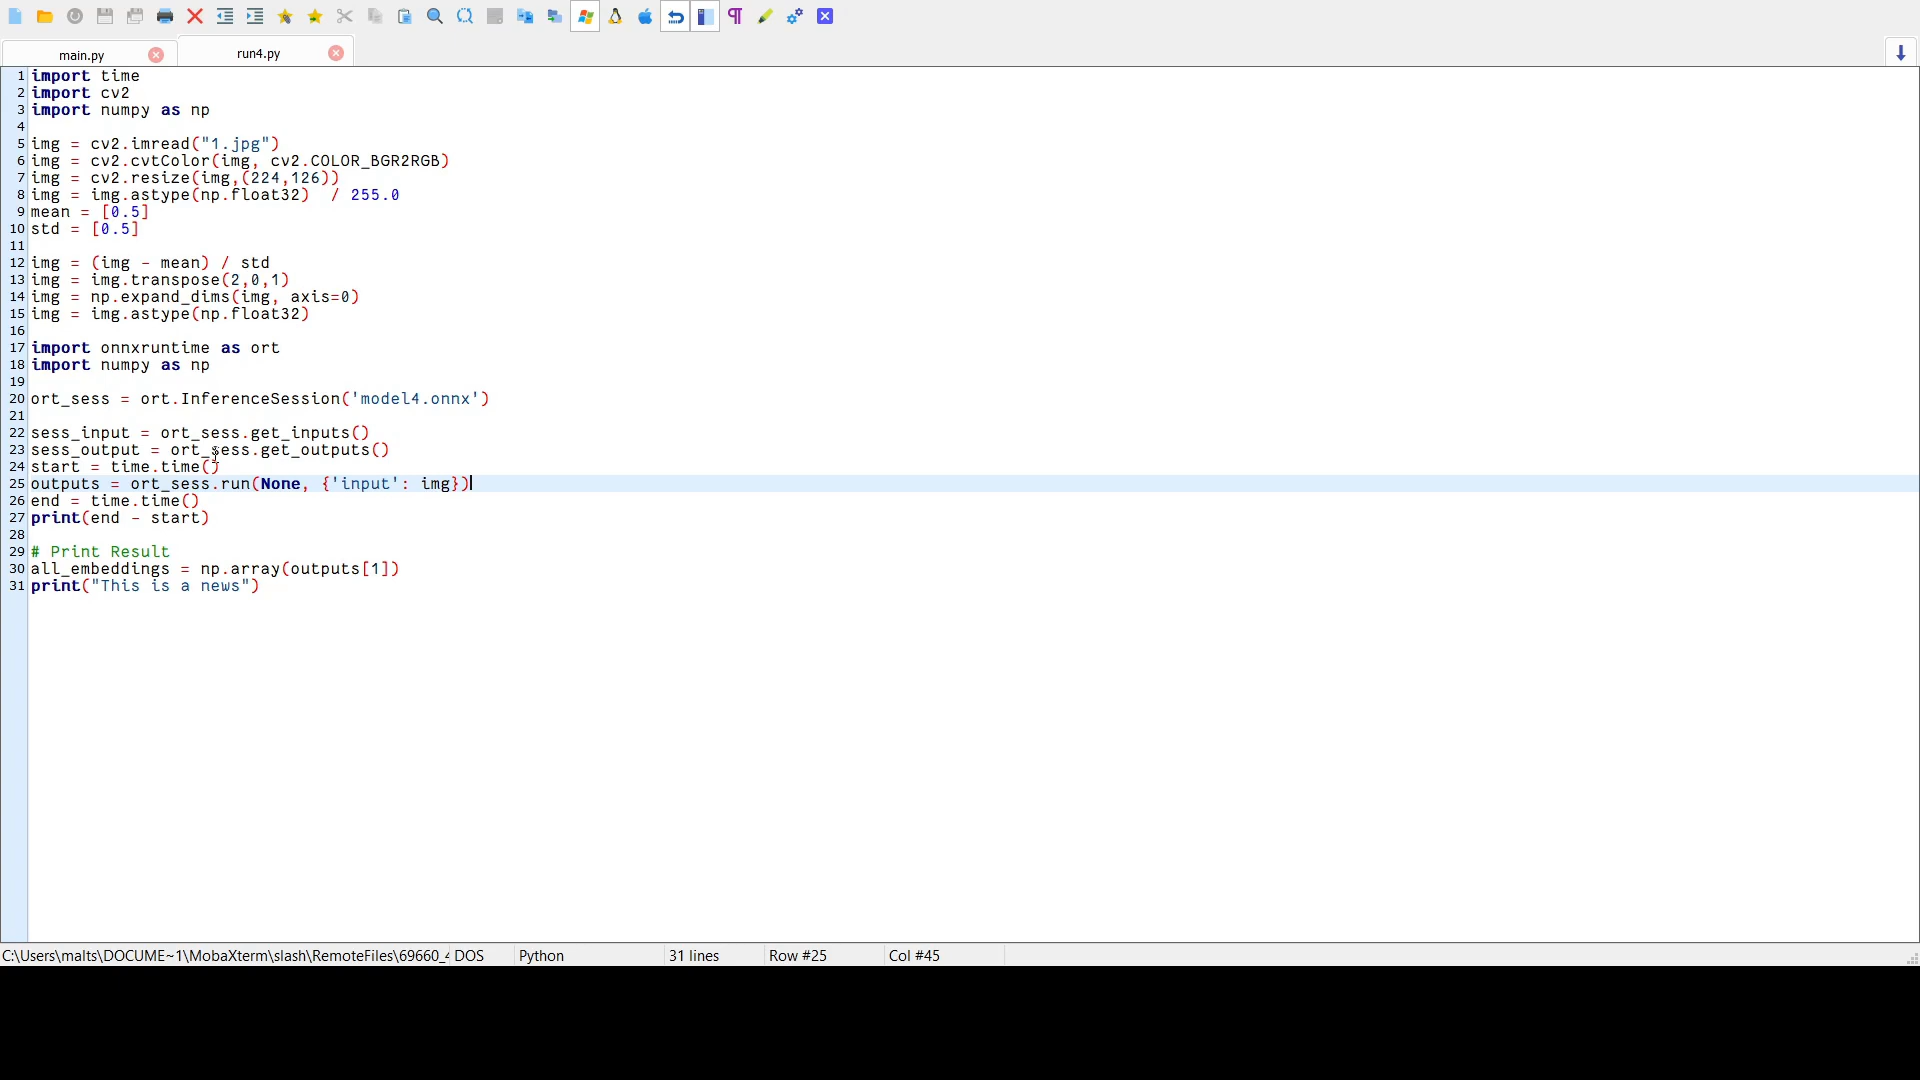 main.py
run4.py
1 import time
2 import cv2
3 import numpy as np
4
5 img = cv2.imread("1.jpg")
6 img = cv2.cvtColor(img, cv2.COLOR_BGR2RGB)
7 img = cv2.resize(img,(224,126))
8 img = img.astype(np.float32)  / 255.0
9 mean = [0.5]
10 std = [0.5]
11
12 img = (img - mean) / std
13 img = img.transpose(2,0,1)
14 img = np.expand_dims(img, axis=0)
15 img = img.astype(np.float32)
16
17 import onnxruntime as ort
18 import numpy as np
19
20 ort_sess = ort.InferenceSession('model4.onnx')
21
22 sess_input = ort_sess.get_inputs()
23 sess_output = ort_sess.get_outputs()
24 start = time.time()
25 outputs = ort_sess.run(None, {'input': img})
26 end = time.time()
27 print(end - start)
28
29 # Print Result
30 all_embeddings = np.array(outputs[1])
31 print("This is a news")
C:\Users\malts\DOCUME~1\MobaXterm\slash\RemoteFiles\69660_ DOS Python 31 lines Row #25 Col #45